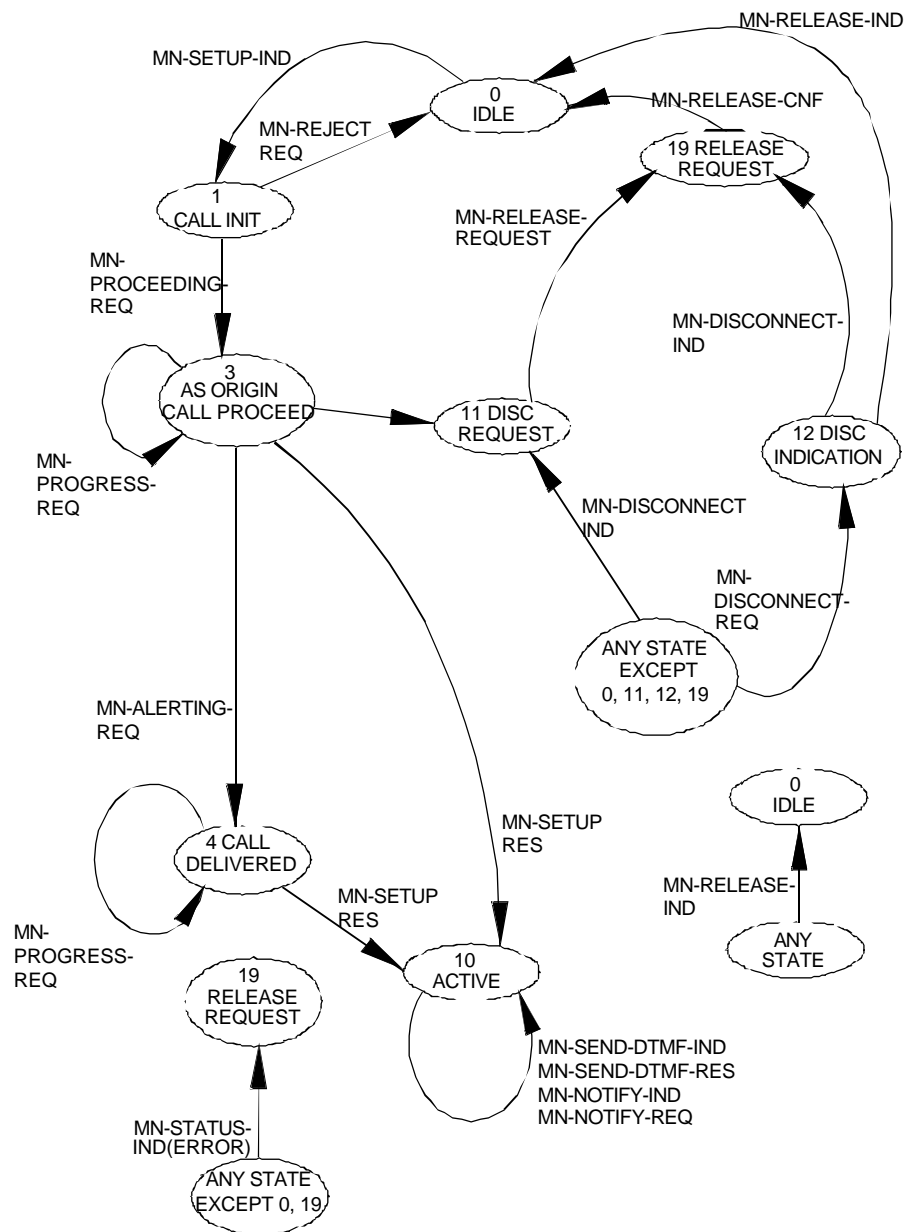 MN-RELEASE-IND
MN-SETUP-IND
0
IDLE
MN-RELEASE-CNF
MN-REJECT
REQ
19 RELEASE
REQUEST
1
CALL INIT
MN-RELEASE-
REQUEST
MN-
PROCEEDING-
REQ
MN-DISCONNECT-
IND
3
AS ORIGIN
CALL PROCEED
11 DISC
REQUEST
12 DISC
INDICATION
MN-
PROGRESS-
REQ
MN-DISCONNECT
IND
MN-
DISCONNECT-
REQ
ANY STATE
EXCEPT
0, 11, 12, 19
MN-ALERTING-
REQ
0
IDLE
MN-SETUP
RES
4 CALL
DELIVERED
MN-SETUP
RES
MN-RELEASE-
IND
MN-
PROGRESS-
REQ
ANY
STATE
10
ACTIVE
19
RELEASE
REQUEST
MN-SEND-DTMF-IND
MN-SEND-DTMF-RES
MN-NOTIFY-IND
MN-NOTIFY-REQ
MN-STATUS-
IND(ERROR)
ANY STATE
EXCEPT 0, 19